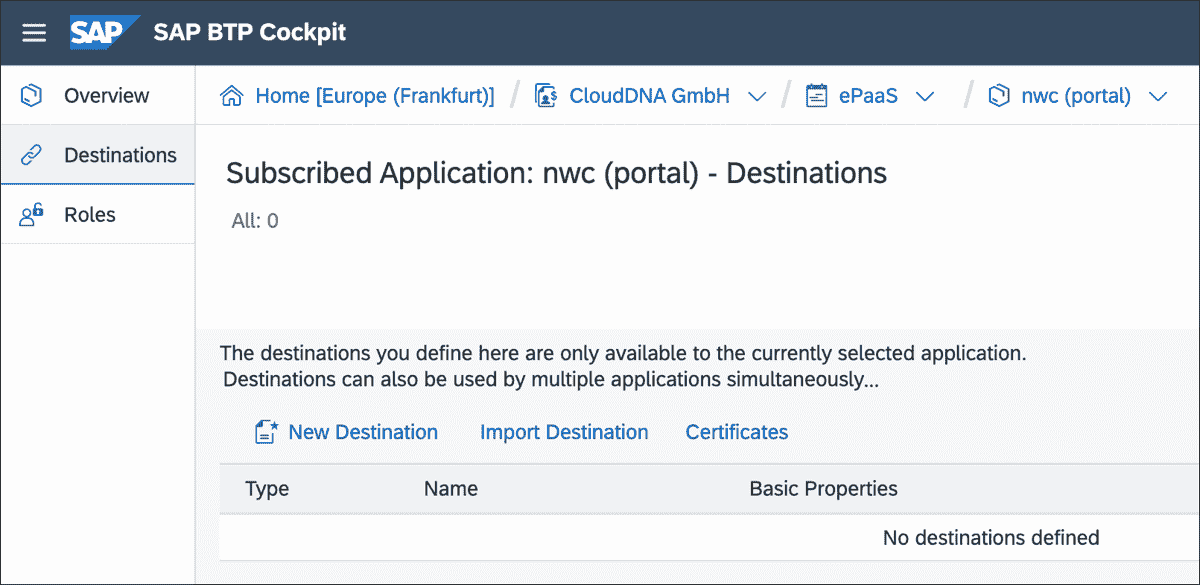 SAP SAP BTP Cockpit
Overview
Destinations
Roles
Home [Europe (Frankfurt)] / CloudDNA GmbH / ePaaS / nwc (portal)
Subscribed Application: nwc (portal) - Destinations
All: 0
The destinations you define here are only available to the currently selected application.
Destinations can also be used by multiple applications simultaneously...
New Destination Import Destination Certificates
Type Name Basic Properties
No destinations defined